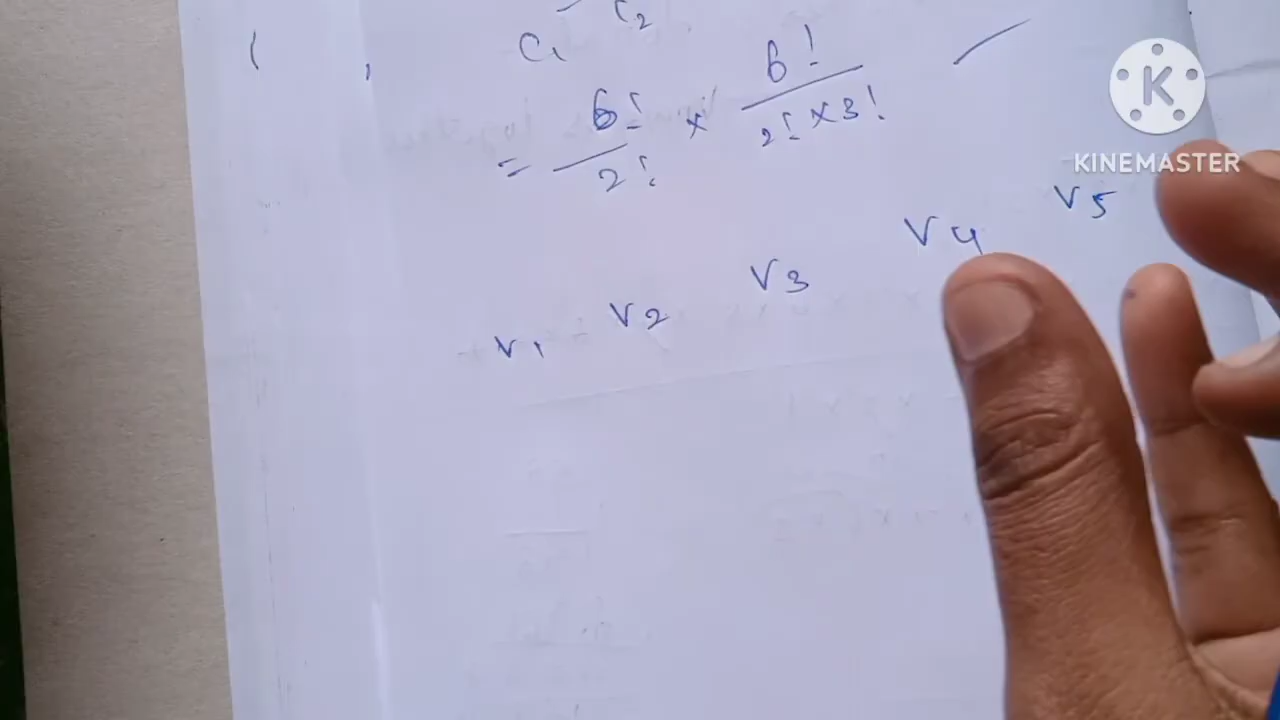 C1 C2
= 6!/2! × 6!/2! × 3!
V1 V2 V3 V4 V5
KINEMASTER